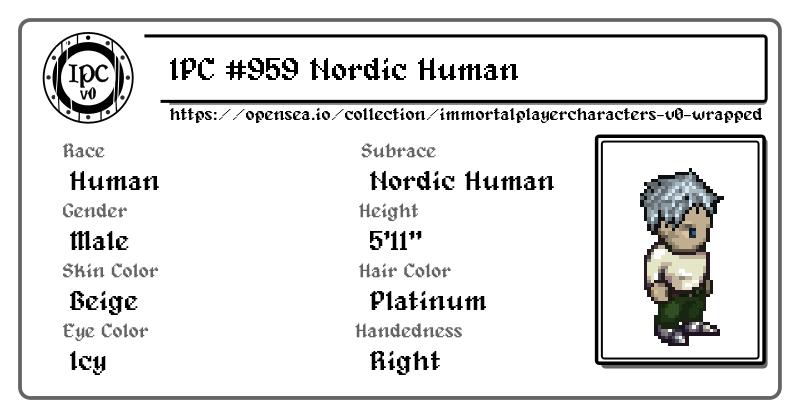 IPC
v0
IPC #959 Nordic Human
https://opensea.io/collection/immortalplayercharacters-v0-wrapped
Race
Human
Subrace
Nordic Human
Gender
Male
Height
5'11"
Skin Color
Beige
Hair Color
Platinum
Eye Color
Icy
Handedness
Right